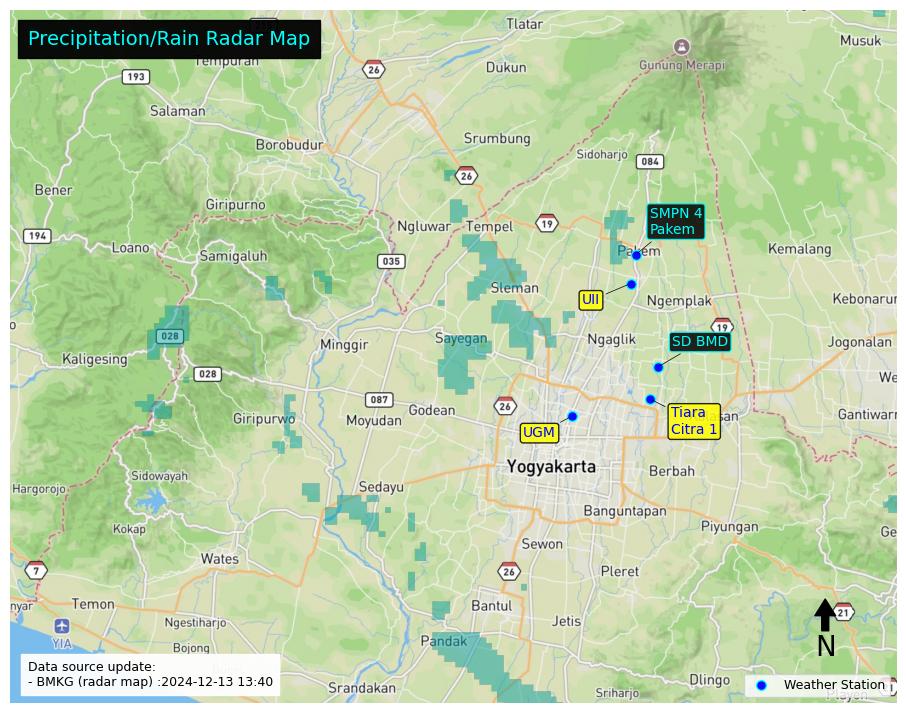 Precipitation/Rain Radar Map
Tlatar
Musuk
26
Gunung Merapi
193
Dukun
Salaman
Srumbung
Borobudur
Sidoharjo
084
26
Bener
Giripurno
SMPN 4
Pakem
194
Ngluwar
Tempel
19
Loano
Samigaluh
035
Pakem
Kemalang
Sleman
UII
Ngemplak
Kebonarum
028
Minggir
Sayegan
Ngaglik
19
SD BMD
Jogonalan
Kaligesing
028
087
Godean
26
Tiara
Citra 1
Giripurwo
Moyudan
UGM
Yogyakarta
Berbah
Sidowayah
Hargorojo
Sedayu
Kokap
Banguntapan
Piyungan
Wates
Sewon
7
26
Pleret
Temon
Bantul
21
Ngestiharjo
Jetis
YIA
Pandak
N
Bojong
Data source update:
- BMKG (radar map) :2024-12-13 13:40
Dlingo
Srandakan
Sriharjo
Weather Station